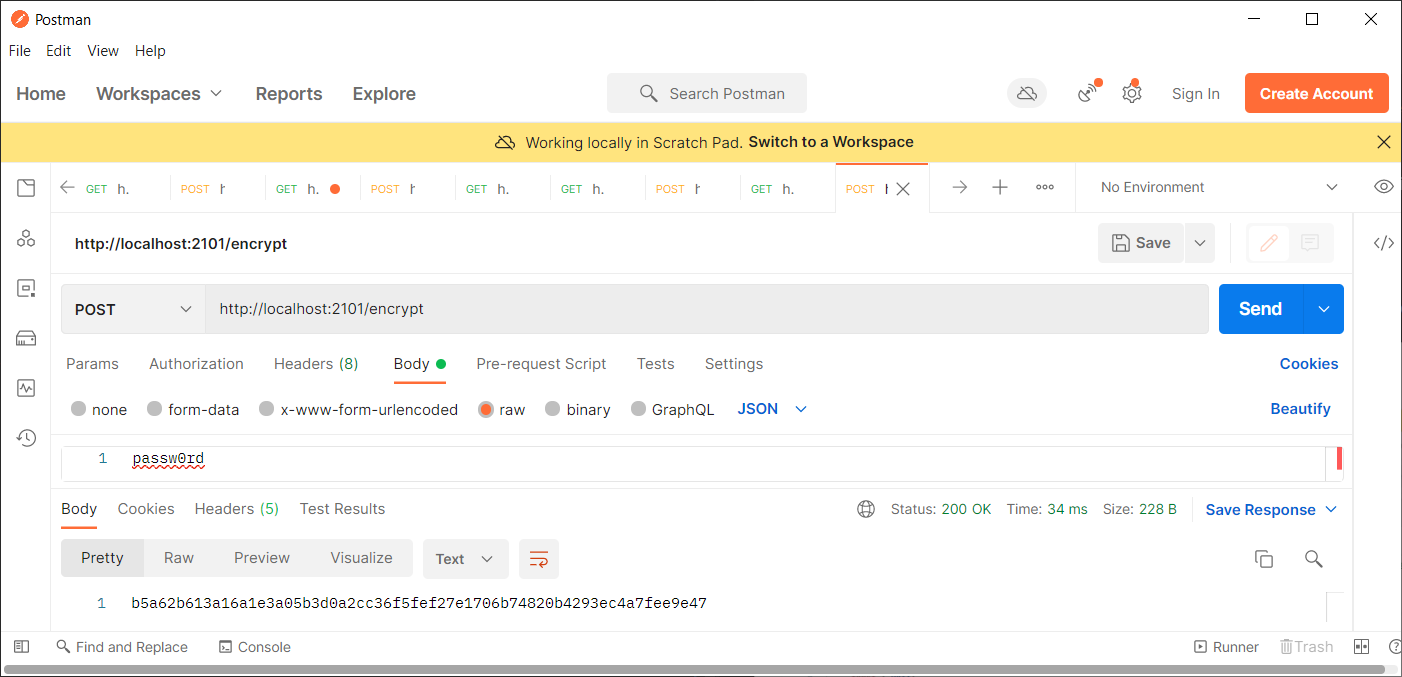 Postman
File Edit View Help
Home Workspaces Reports Explore Search Postman Sign In Create Account
Working locally in Scratch Pad. Switch to a Workspace
GET h. POST h GET h. POST h GET h. GET h. POST h GET h. POST h No Environment
http://localhost:2101/encrypt Save </>
POST http://localhost:2101/encrypt Send
Params Authorization Headers (8) Body Pre-request Script Tests Settings Cookies
none form-data x-www-form-urlencoded raw binary GraphQL JSON Beautify
1 passw0rd
Body Cookies Headers (5) Test Results Status: 200 OK Time: 34 ms Size: 228 B Save Response
Pretty Raw Preview Visualize Text
1 b5a62b613a16a1e3a05b3d0a2cc36f5fef27e1706b74820b4293ec4a7fee9e47
Find and Replace Console Runner Trash